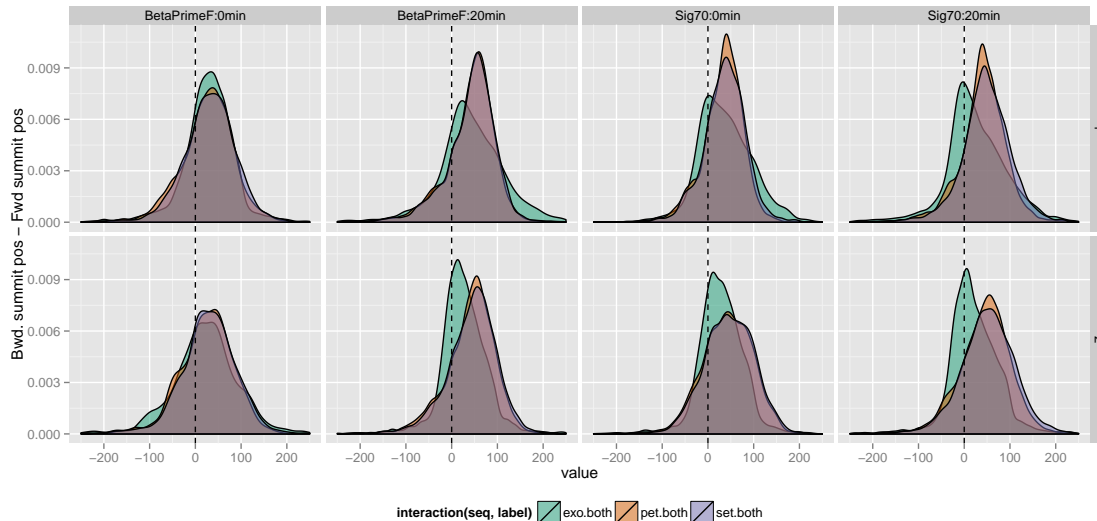 BetaPrimeF:0min BetaPrimeF:20min Sig70:0min Sig70:20min
Bwd. summit pos − Fwd summit pos
0.009
0.006
0.003
0.000
0.009
0.006
0.003
0.000
−200 −100 0 100 200 −200 −100 0 100 200 −200 −100 0 100 200 −200 −100 0 100 200
value
interaction(seq, label) exo.both pet.both set.both